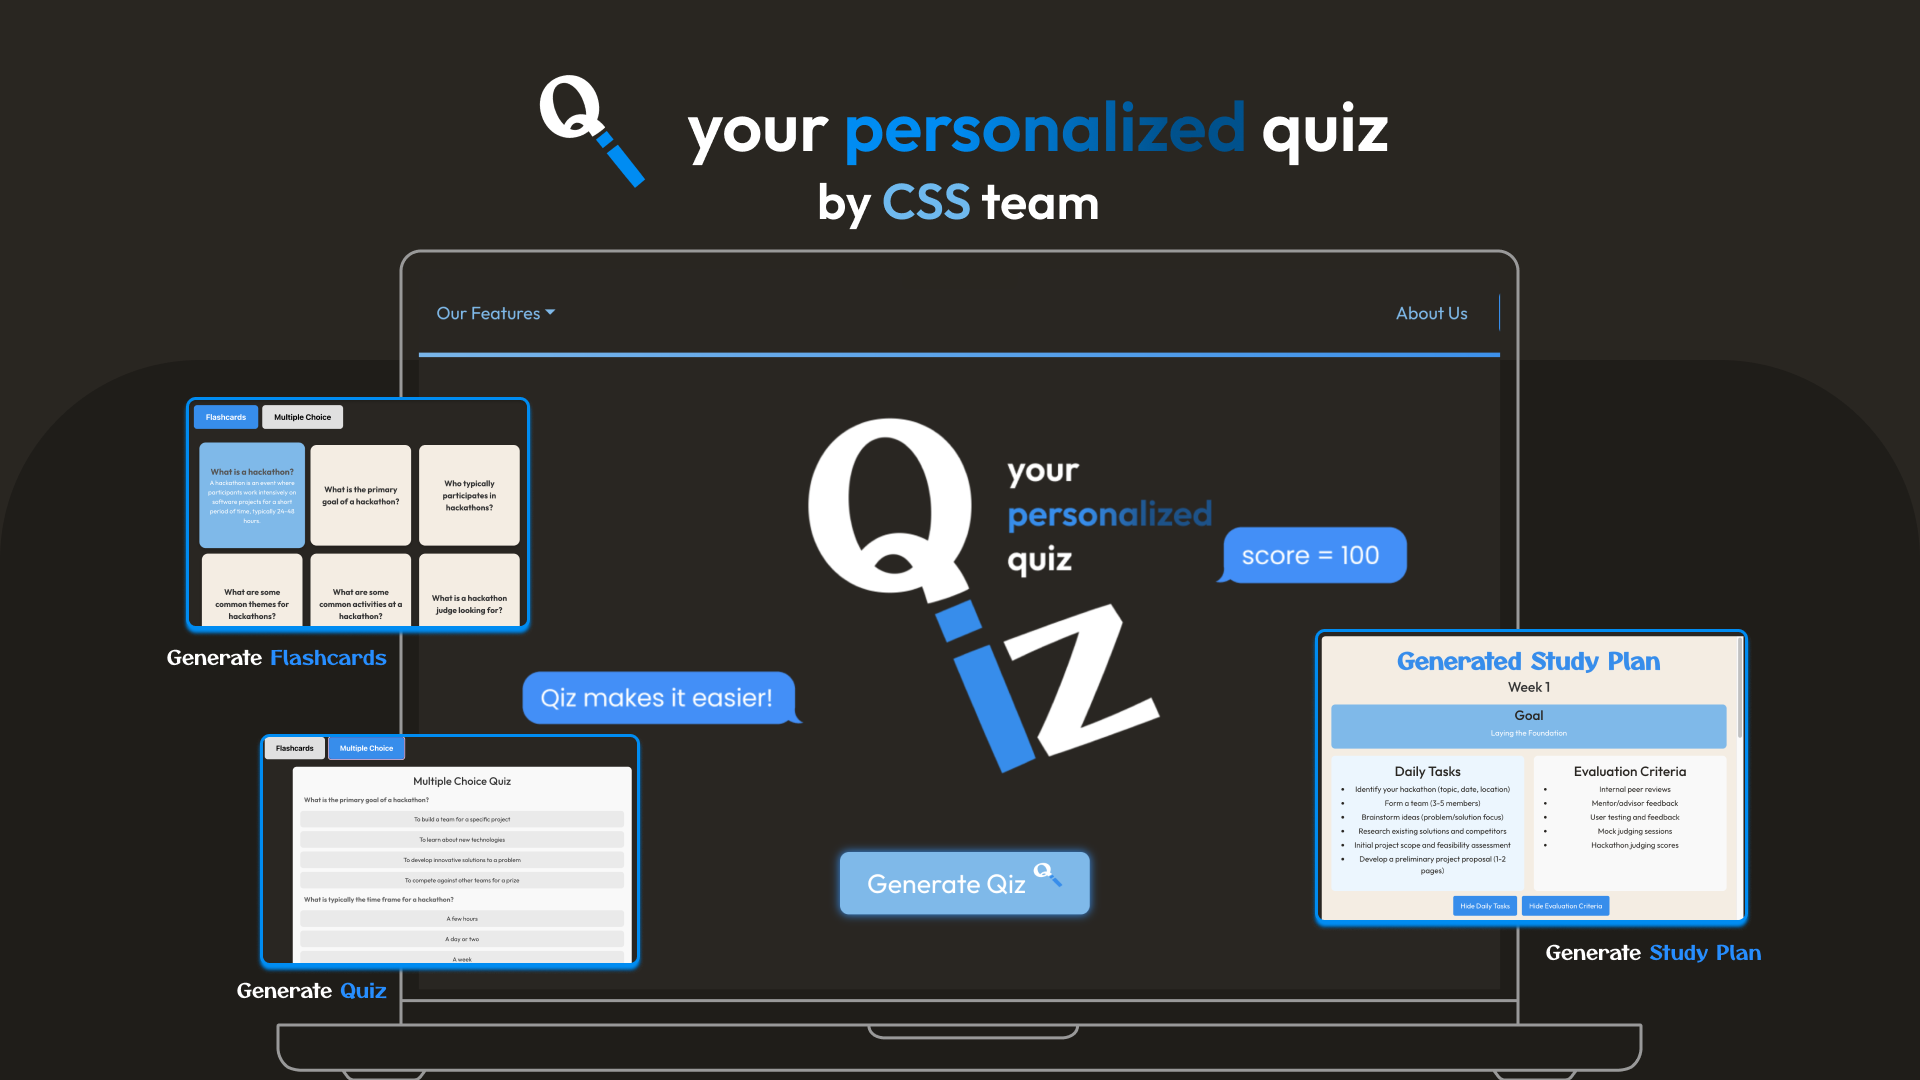 Q your personalized quiz
by CSS team
Our Features
About Us
Flashcards
Multiple Choice
What is a hackathon?
A hackathon is an event where
participants work intensively on
software projects for a short
period of time, typically 24-48
hours.
What is the primary
goal of a hackathon?
Who typically
participates in
hackathons?
What are some
common themes for
hackathons?
What are some
common activities at a
hackathon?
What is a hackathon
judge looking for?
Generate Flashcards
Qiz
your
personalized
quiz
score = 100
Qiz makes it easier!
Flashcards
Multiple Choice
Multiple Choice Quiz
What is the primary goal of a hackathon?
To build a team for a specific project
To learn about new technologies
To develop innovative solutions to a problem
To compete against other teams for a prize
What is typically the time frame for a hackathon?
A few hours
A day or two
A week
Generate Quiz
Generate Qiz
Generated Study Plan
Week 1
Goal
Laying the Foundation
Daily Tasks
• Identify your hackathon (topic, date, location)
• Form a team (3-5 members)
• Brainstorm ideas (problem/solution focus)
• Research existing solutions and competitors
• Initial project scope and feasibility assessment
• Develop a preliminary project proposal (1-2
pages)
Evaluation Criteria
• Internal peer reviews
• Mentor/advisor feedback
• User testing and feedback
• Mock judging sessions
• Hackathon judging scores
Hide Daily Tasks
Hide Evaluation Criteria
Generate Study Plan